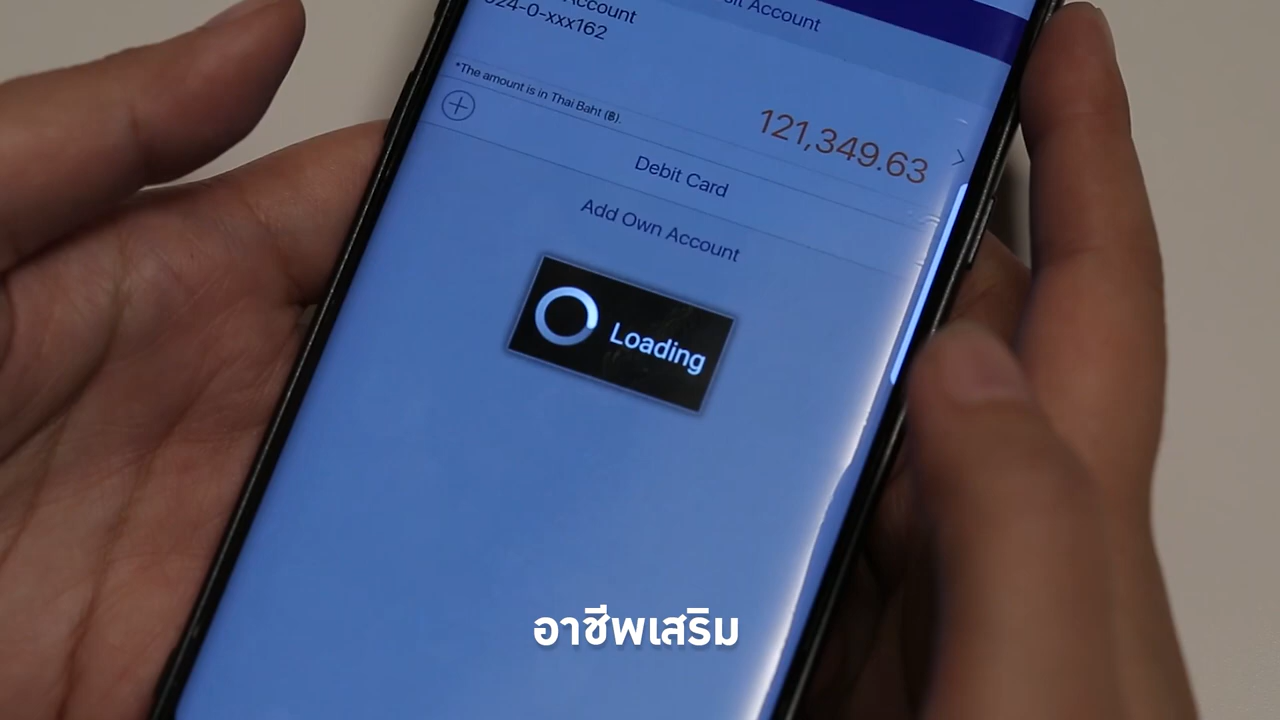 Account
Account
024-0-xxx162
*The amount is in Thai Baht (฿).
121,349.63
Debit Card
Add Own Account
Loading
อาชีพเสริม